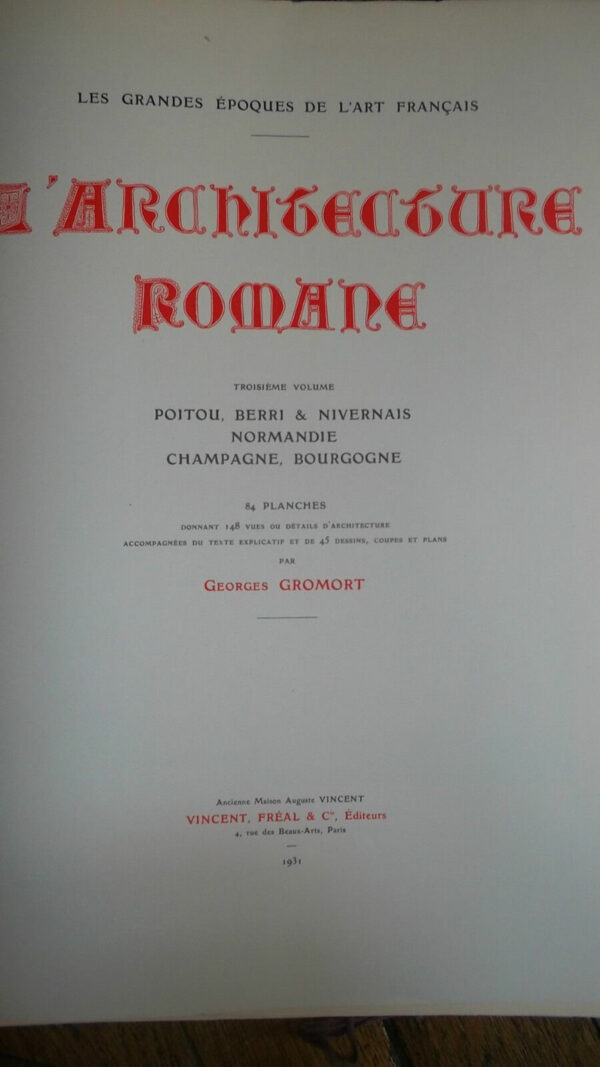 LES GRANDES ÉPOQUES DE L'ART FRANÇAIS
L'ARCHITECTURE
ROMANE
TROISIÈME VOLUME
POITOU, BERRI & NIVERNAIS
NORMANDIE
CHAMPAGNE, BOURGOGNE
84 PLANCHES
DONNANT 148 VUES OU DÉTAILS D'ARCHITECTURE
ACCOMPAGNÉES DU TEXTE EXPLICATIF ET DE 45 DESSINS, COUPES ET PLANS
PAR
GEORGES GROMORT
Ancienne Maison Auguste VINCENT
VINCENT, FRÉAL & Cie, Éditeurs
4, rue des Beaux-Arts, Paris
1931